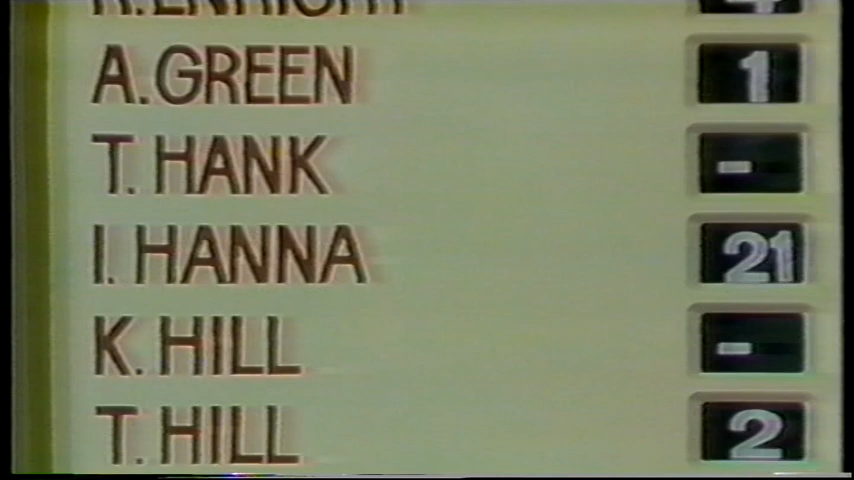 A. GREEN 1
T. HANK -
I. HANNA 21
K. HILL -
T. HILL 2